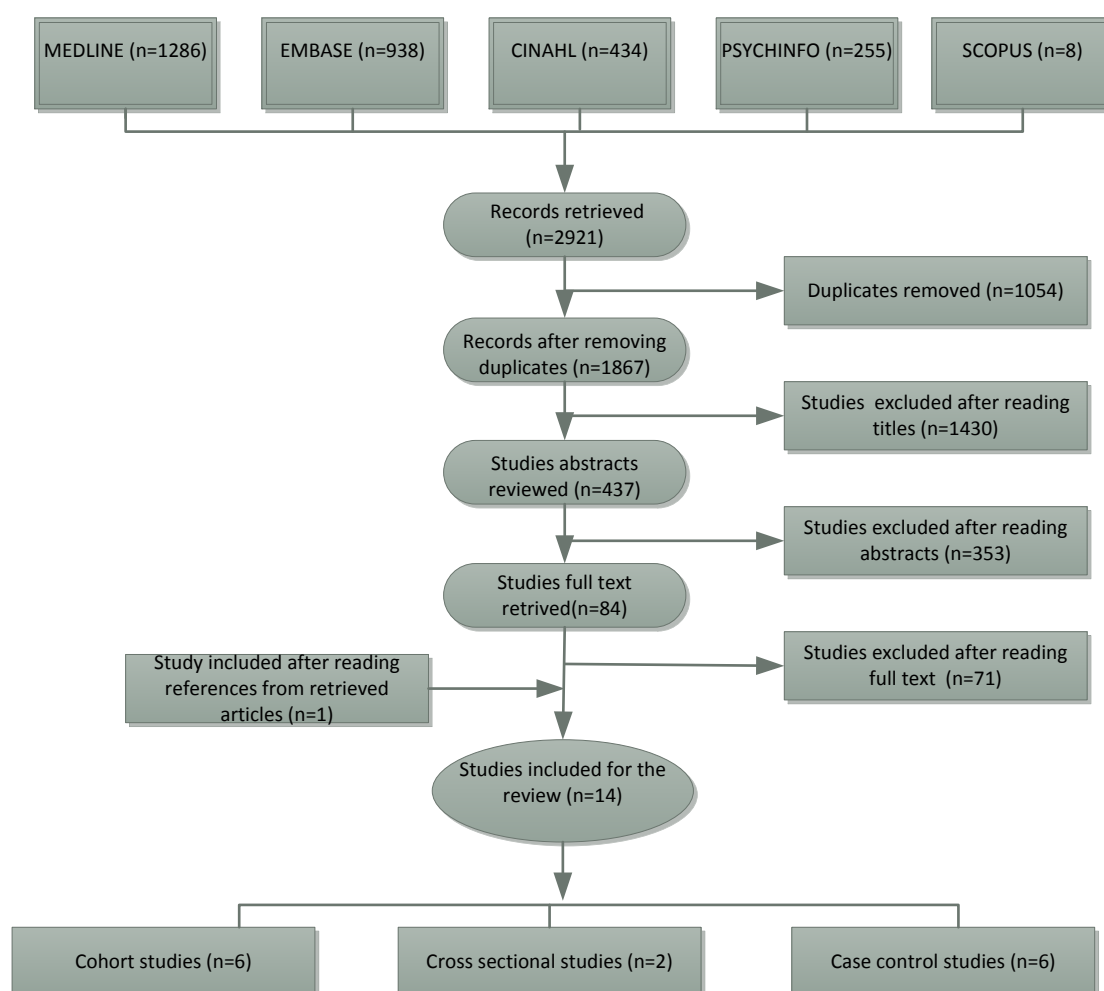 MEDLINE (n=1286)
EMBASE (n=938)
CINAHL (n=434)
PSYCHINFO (n=255)
SCOPUS (n=8)
Records retrieved
(n=2921)
Duplicates removed (n=1054)
Records after removing
duplicates (n=1867)
Studies excluded after reading
titles (n=1430)
Studies abstracts
reviewed (n=437)
Studies excluded after reading
abstracts (n=353)
Studies full text
retrived(n=84)
Studies excluded after reading
full text (n=71)
Study included after reading
references from retrieved
articles (n=1)
Studies included for the
review (n=14)
Cohort studies (n=6)
Cross sectional studies (n=2)
Case control studies (n=6)